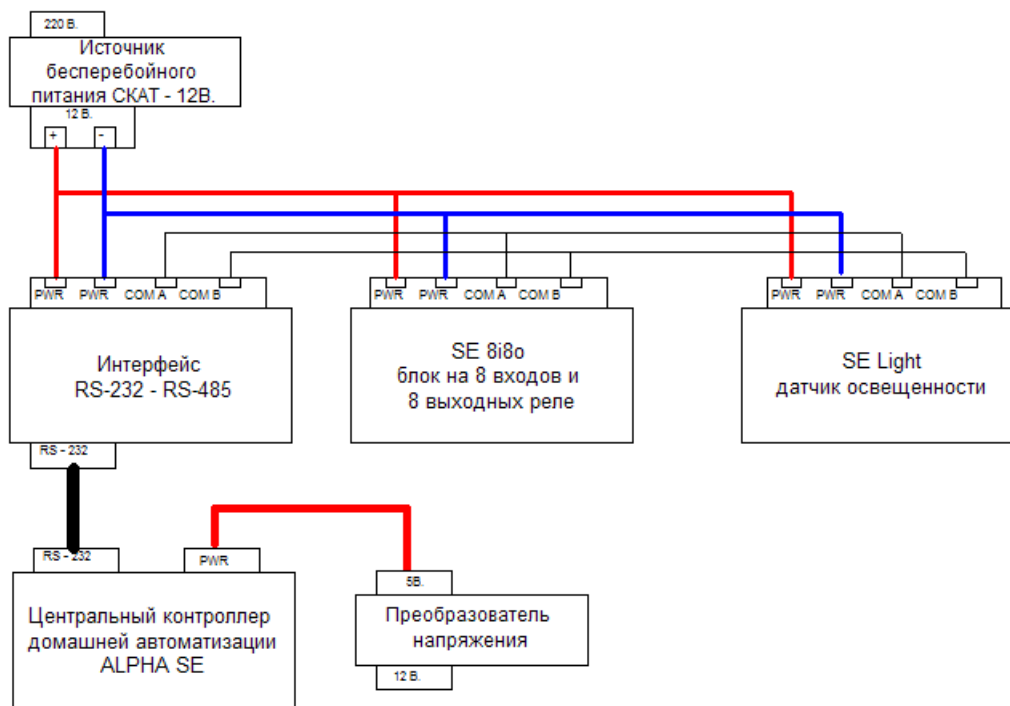 220 В.
Источник
бесперебойного
питания СКАТ - 12В.
12 В.
+ -
PWR PWR COM A COM B
PWR PWR COM A COM B
PWR PWR COM A COM B
Интерфейс
RS-232 - RS-485
SE 8i8o
блок на 8 входов и
8 выходных реле
SE Light
датчик освещенности
RS - 232
RS - 232
PWR
Центральный контроллер
домашней автоматизации
ALPHA SE
5В.
Преобразователь
напряжения
12 В.